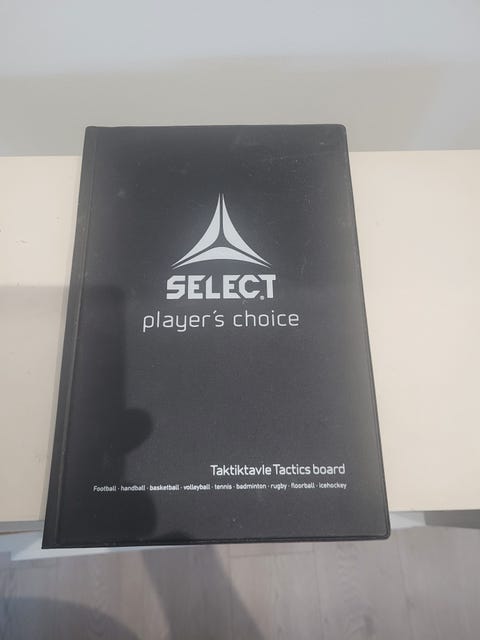 SELECT
player's choice
Taktiktavle Tactics board
Football · handball · basketball · volleyball · tennis · badminton · rugby · floorball · icehockey